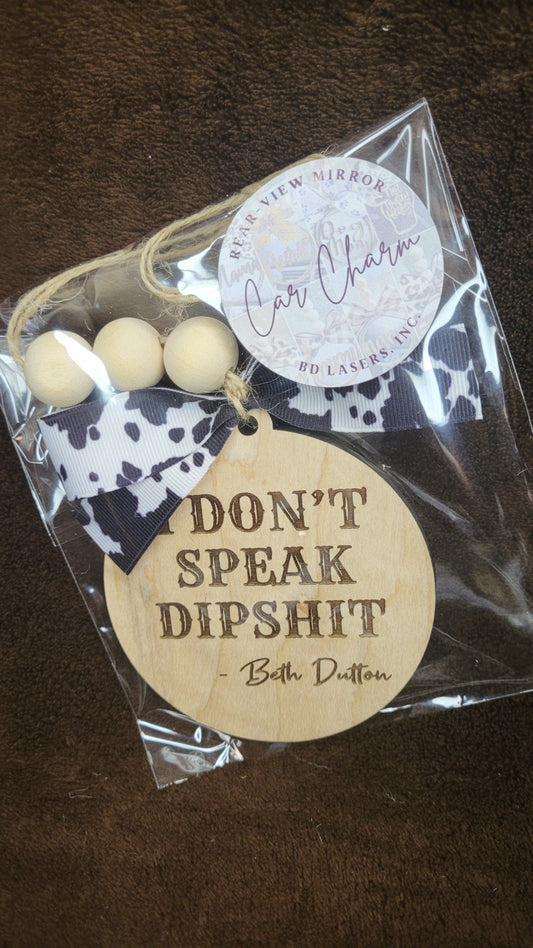 REAR-VIEW MIRROR
Car Charm
BD LASERS, INC.
I DON'T
SPEAK
DIPSHIT
- Beth Dutton